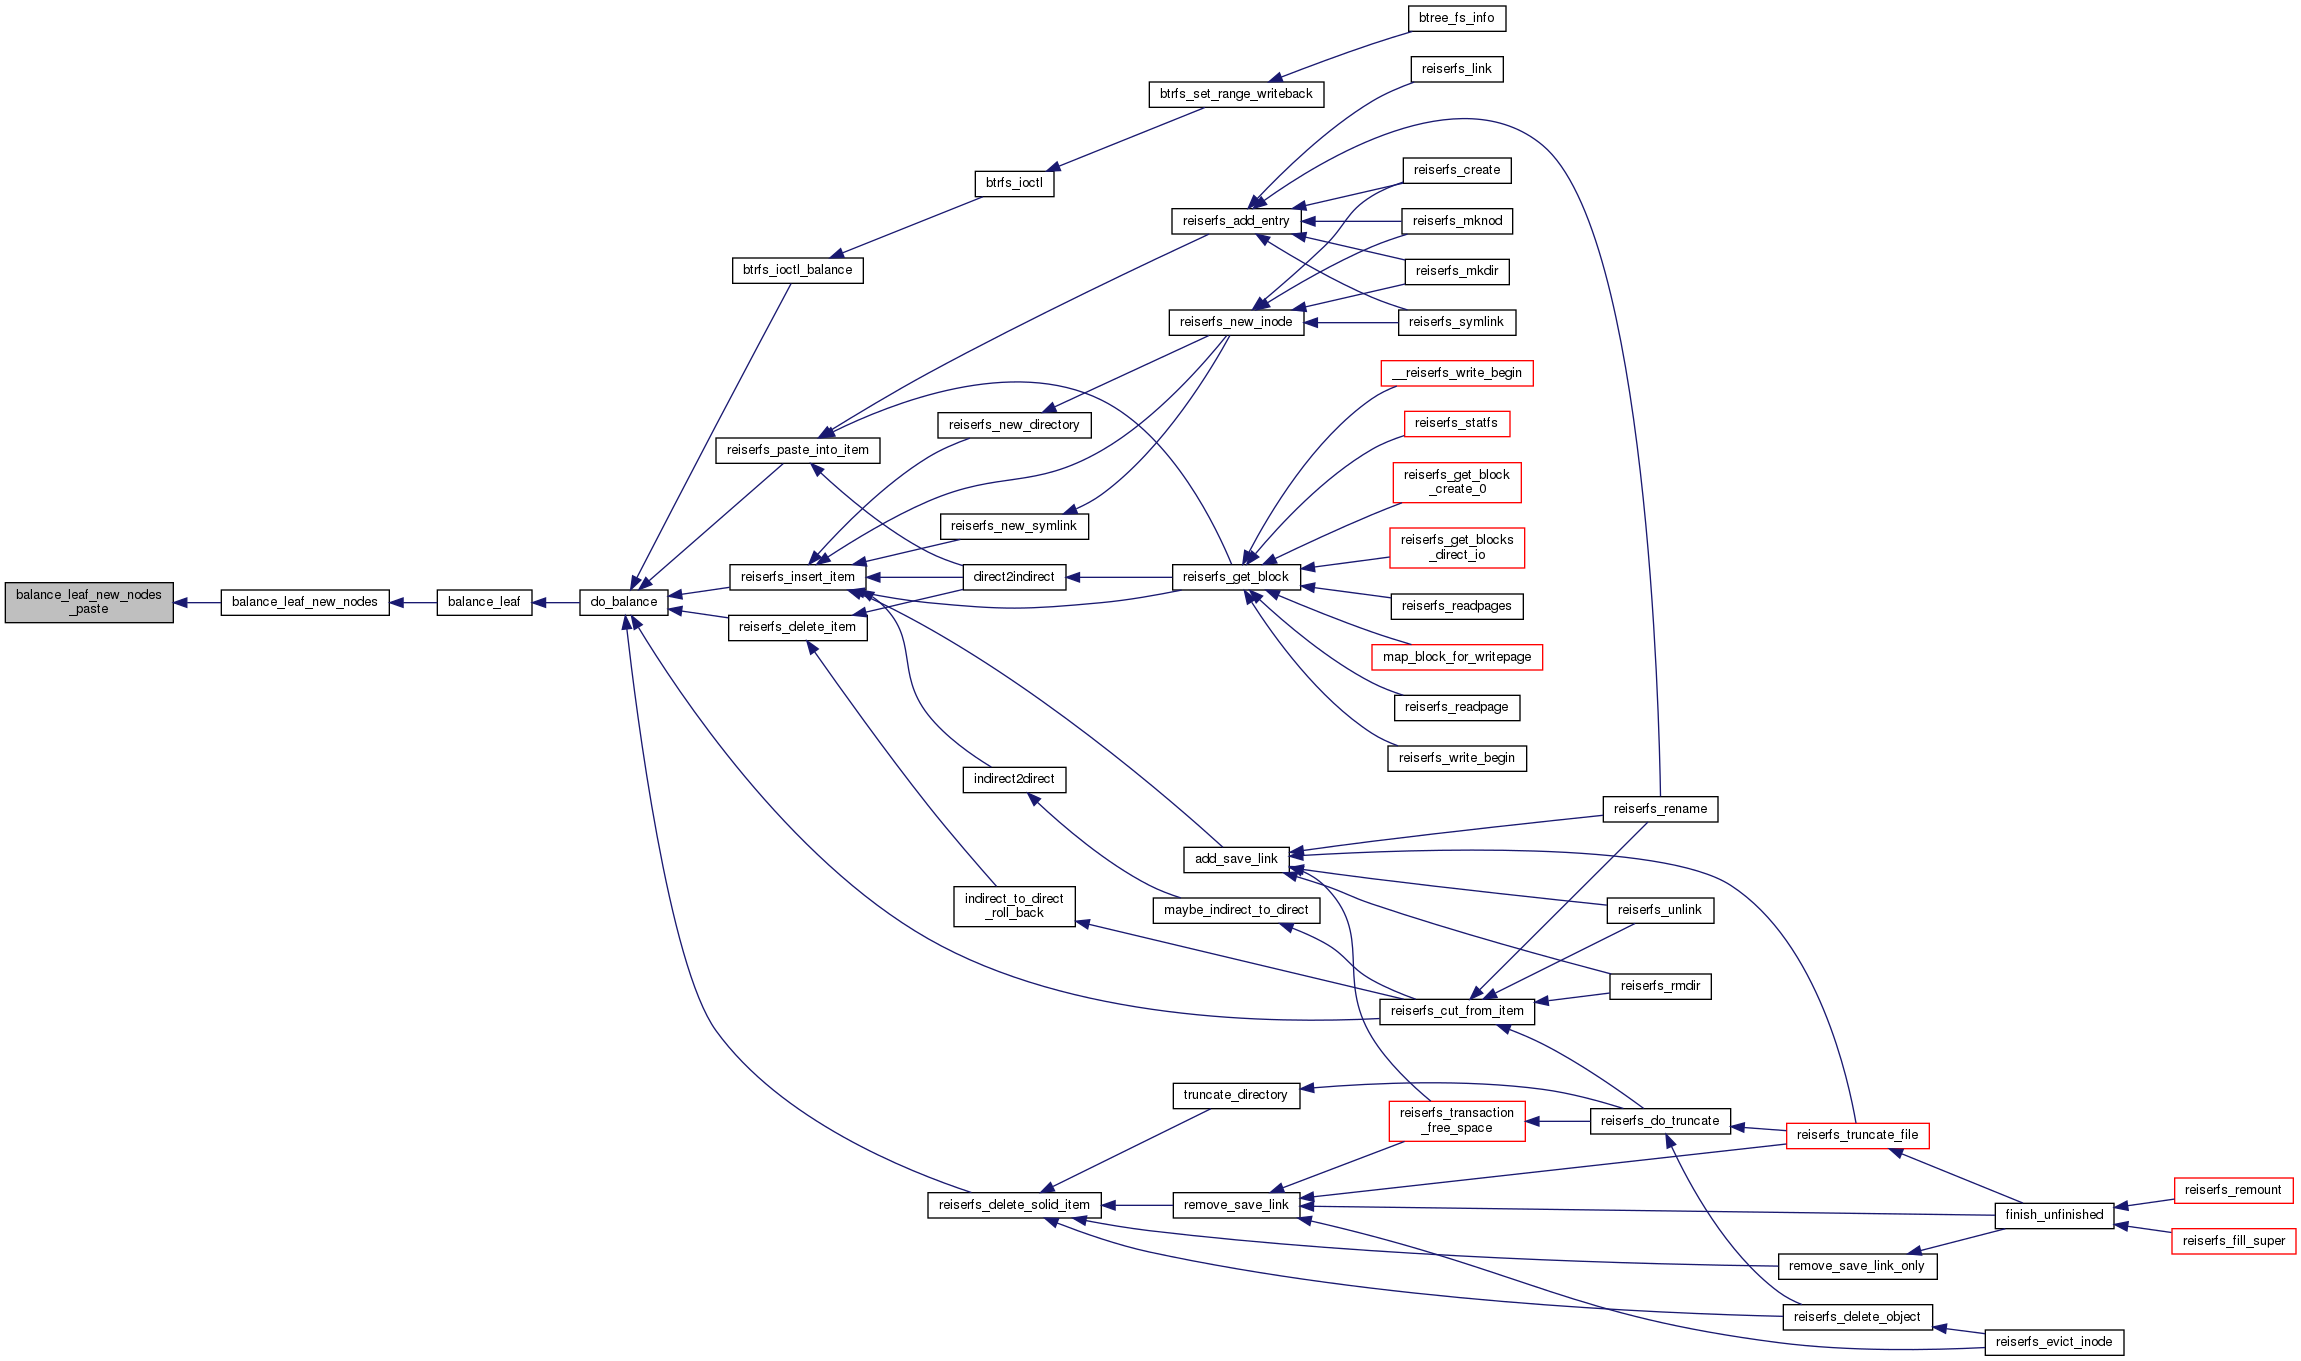 btree_fs_info
reiserfs_link
btrfs_set_range_writeback
reiserfs_create
btrfs_ioctl
reiserfs_add_entry
reiserfs_mknod
btrfs_ioctl_balance
reiserfs_mkdir
reiserfs_new_inode
reiserfs_symlink
__reiserfs_write_begin
reiserfs_new_directory
reiserfs_statfs
reiserfs_paste_into_item
reiserfs_get_block
_create_0
reiserfs_new_symlink
reiserfs_get_blocks
_direct_io
reiserfs_insert_item
direct2indirect
reiserfs_get_block
balance_leaf_new_nodes
_paste
balance_leaf_new_nodes
balance_leaf
do_balance
reiserfs_readpages
reiserfs_delete_item
map_block_for_writepage
reiserfs_readpage
reiserfs_write_begin
indirect2direct
reiserfs_rename
add_save_link
indirect_to_direct
_roll_back
maybe_indirect_to_direct
reiserfs_unlink
reiserfs_rmdir
reiserfs_cut_from_item
truncate_directory
reiserfs_transaction
_free_space
reiserfs_do_truncate
reiserfs_truncate_file
reiserfs_remount
reiserfs_delete_solid_item
remove_save_link
finish_unfinished
reiserfs_fill_super
remove_save_link_only
reiserfs_delete_object
reiserfs_evict_inode